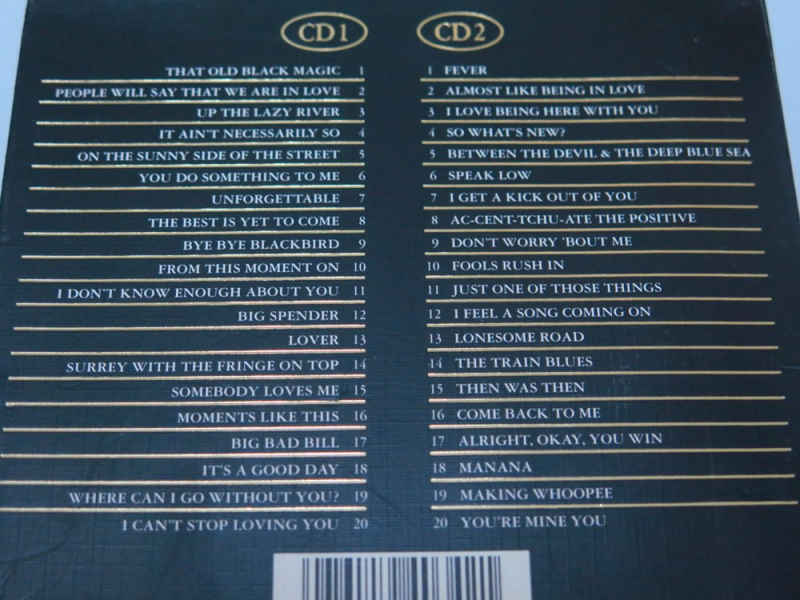 CD1
THAT OLD BLACK MAGIC 1
PEOPLE WILL SAY THAT WE ARE IN LOVE 2
UP THE LAZY RIVER 3
IT AIN'T NECESSARILY SO 4
ON THE SUNNY SIDE OF THE STREET 5
YOU DO SOMETHING TO ME 6
UNFORGETTABLE 7
THE BEST IS YET TO COME 8
BYE BYE BLACKBIRD 9
FROM THIS MOMENT ON 10
I DON'T KNOW ENOUGH ABOUT YOU 11
BIG SPENDER 12
LOVER 13
SURREY WITH THE FRINGE ON TOP 14
SOMEBODY LOVES ME 15
MOMENTS LIKE THIS 16
BIG BAD BILL 17
IT'S A GOOD DAY 18
WHERE CAN I GO WITHOUT YOU? 19
I CAN'T STOP LOVING YOU 20
CD2
1 FEVER
2 ALMOST LIKE BEING IN LOVE
3 I LOVE BEING HERE WITH YOU
4 SO WHAT'S NEW?
5 BETWEEN THE DEVIL & THE DEEP BLUE SEA
6 SPEAK LOW
7 I GET A KICK OUT OF YOU
8 AC-CENT-TCHU-ATE THE POSITIVE
9 DON'T WORRY 'BOUT ME
10 FOOLS RUSH IN
11 JUST ONE OF THOSE THINGS
12 I FEEL A SONG COMING ON
13 LONESOME ROAD
14 THE TRAIN BLUES
15 THEN WAS THEN
16 COME BACK TO ME
17 ALRIGHT, OKAY, YOU WIN
18 MANANA
19 MAKING WHOOPEE
20 YOU'RE MINE YOU